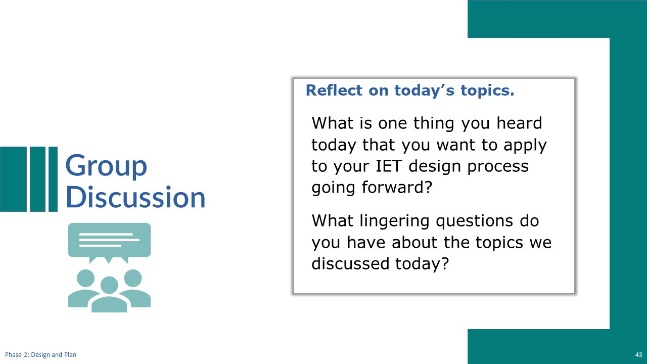 Group
Discussion
Reflect on today's topics.
What is one thing you heard
today that you want to apply
to your IET design process
going forward?
What lingering questions do
you have about the topics we
discussed today?
Phase 2: Design and Plan
43